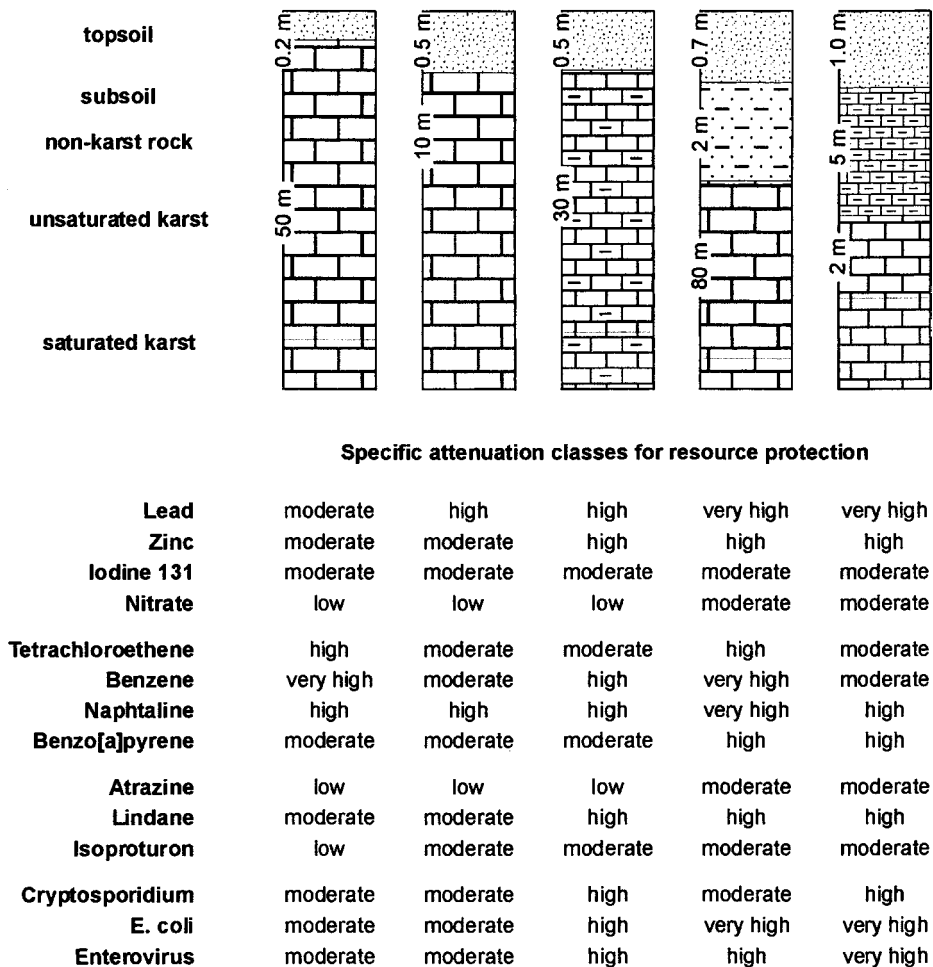 topsoil
subsoil
non-karst rock
unsaturated karst
saturated karst
0.2 m
50 m
0.5 m
10 m
0.5 m
30 m
0.7 m
2 m
80 m
1.0 m
5 m
2 m
Specific attenuation classes for resource protection
Lead moderate high high very high very high
Zinc moderate moderate high high high
Iodine 131 moderate moderate moderate moderate moderate
Nitrate low low low moderate moderate
Tetrachloroethene high moderate moderate high moderate
Benzene very high moderate high very high moderate
Naphtaline high high high very high high
Benzo[a]pyrene moderate moderate moderate high high
Atrazine low low low moderate moderate
Lindane moderate moderate high high high
Isoproturon low moderate moderate moderate moderate
Cryptosporidium moderate moderate high moderate high
E. coli moderate moderate high very high very high
Enterovirus moderate moderate high high very high